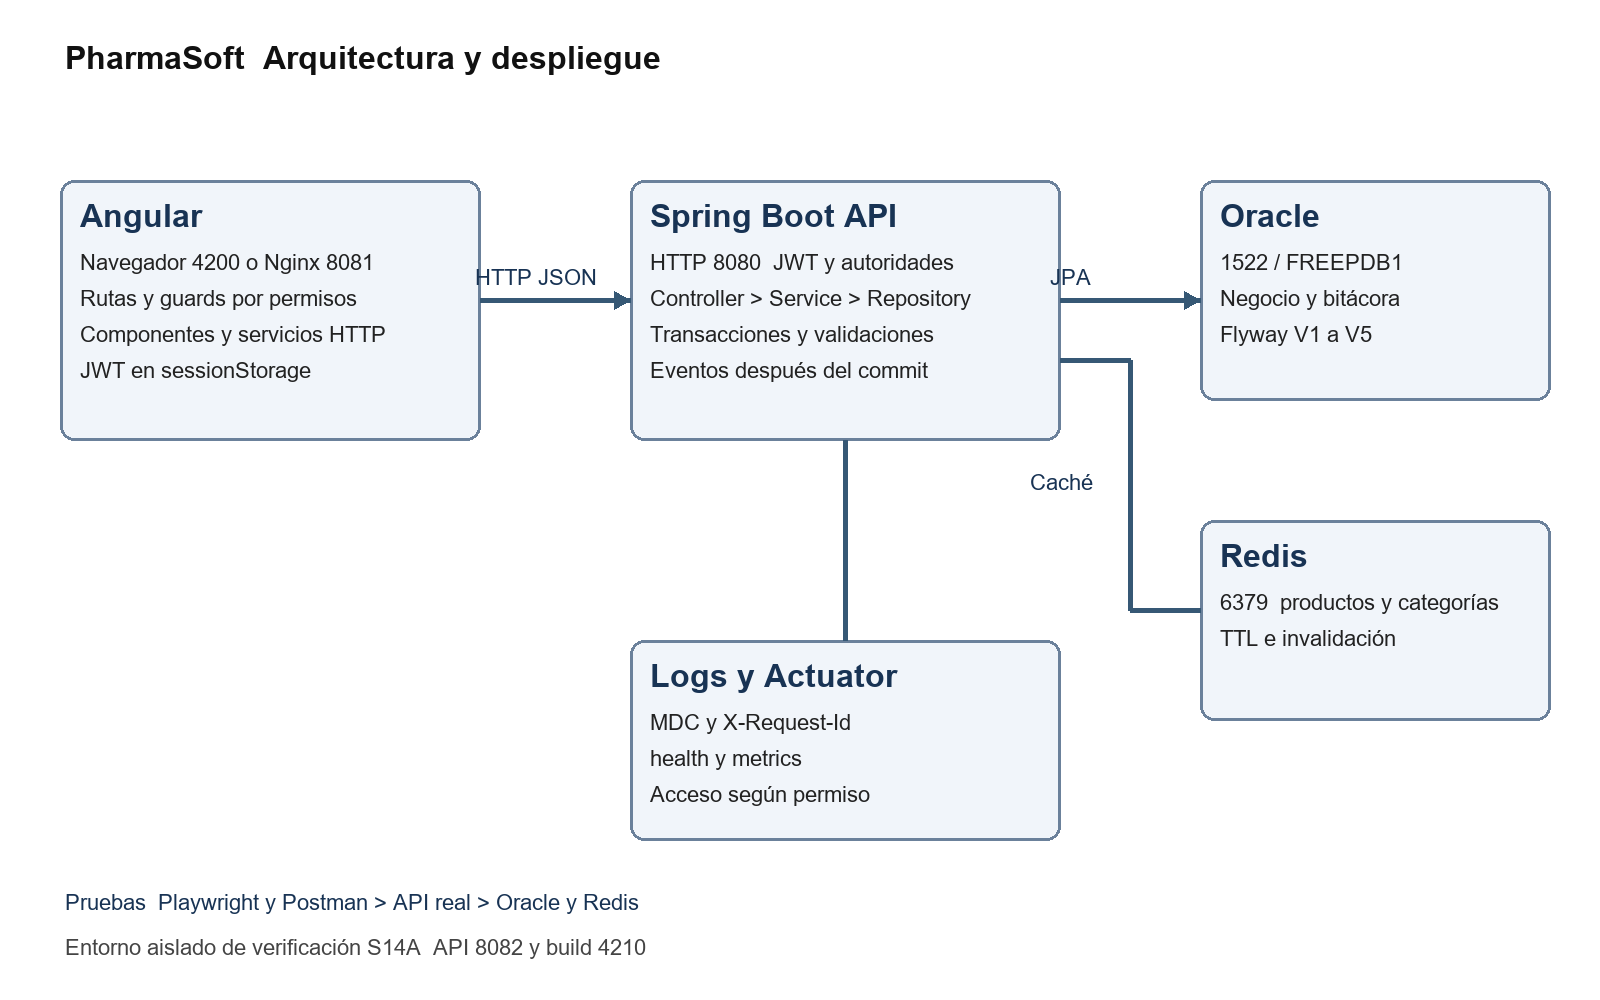 PharmaSoft  Arquitectura y despliegue
Angular
Navegador 4200 o Nginx 8081
Rutas y guards por permisos
Componentes y servicios HTTP
JWT en sessionStorage
HTTP JSON
Spring Boot API
HTTP 8080  JWT y autoridades
Controller > Service > Repository
Transacciones y validaciones
Eventos después del commit
JPA
Oracle
1522 / FREEPDB1
Negocio y bitácora
Flyway V1 a V5
Caché
Redis
6379  productos y categorías
TTL e invalidación
Logs y Actuator
MDC y X-Request-Id
health y metrics
Acceso según permiso
Pruebas  Playwright y Postman > API real > Oracle y Redis
Entorno aislado de verificación S14A  API 8082 y build 4210